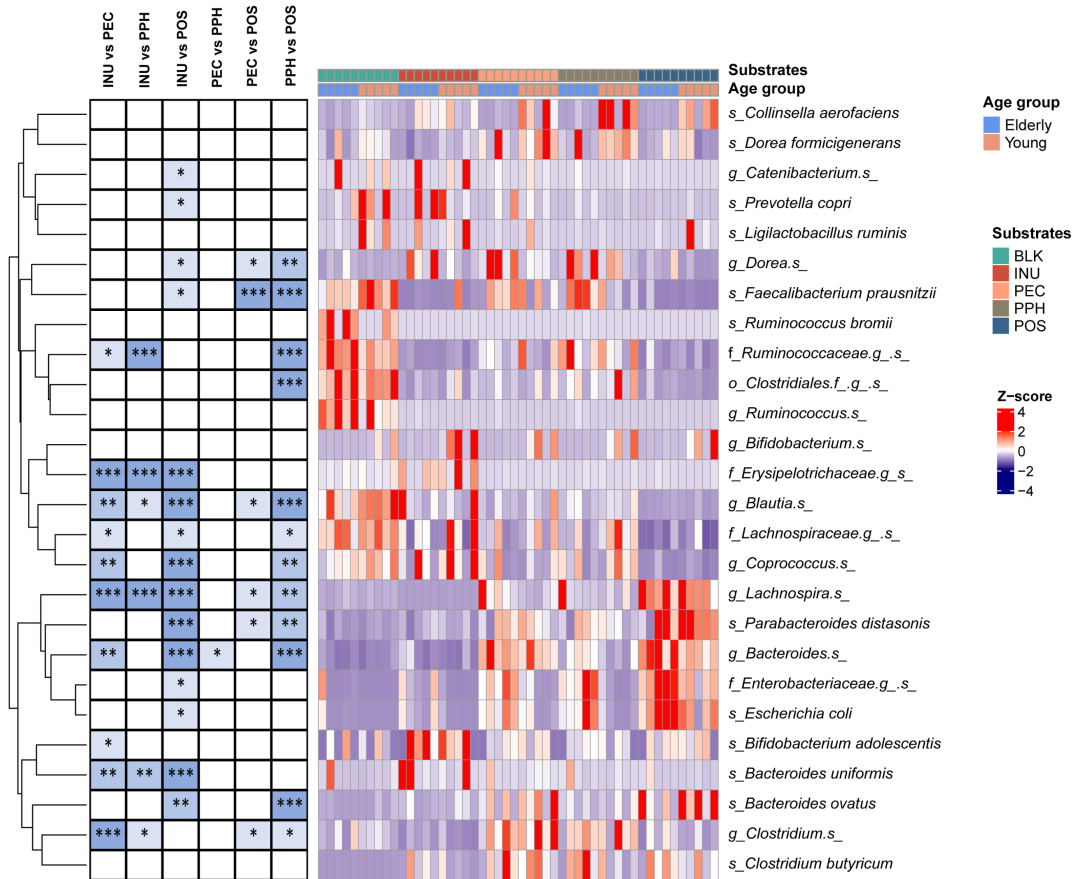 INU vs PEC
INU vs PPH
INU vs POS
PEC vs PPH
PEC vs POS
PPH vs POS
Substrates
Age group
s_Collinsella aerofaciens
s_Dorea formicigenerans
* g_Catenibacterium.s_
* s_Prevotella copri
s_Ligilactobacillus ruminis
* * ** g_Dorea.s_
* *** *** s_Faecalibacterium prausnitzii
s_Ruminococcus bromii
* *** *** f_Ruminococcaceae.g_.s_
*** o_Clostridiales.f_.g_.s_
g_Ruminococcus.s_
g_Bifidobacterium.s_
*** *** *** f_Erysipelotrichaceae.g_s_
** * *** * *** g_Blautia.s_
* * * f_Lachnospiraceae.g_.s_
** *** ** g_Coprococcus.s_
*** *** *** * ** g_Lachnospira.s_
*** * ** s_Parabacteroides distasonis
** *** * *** g_Bacteroides.s_
* f_Enterobacteriaceae.g_.s_
* s_Escherichia coli
* s_Bifidobacterium adolescentis
** ** *** s_Bacteroides uniformis
** *** s_Bacteroides ovatus
*** * * * g_Clostridium.s_
s_Clostridium butyricum
Age group
Elderly
Young
Substrates
BLK
INU
PEC
PPH
POS
Z−score
4
2
0
−2
−4